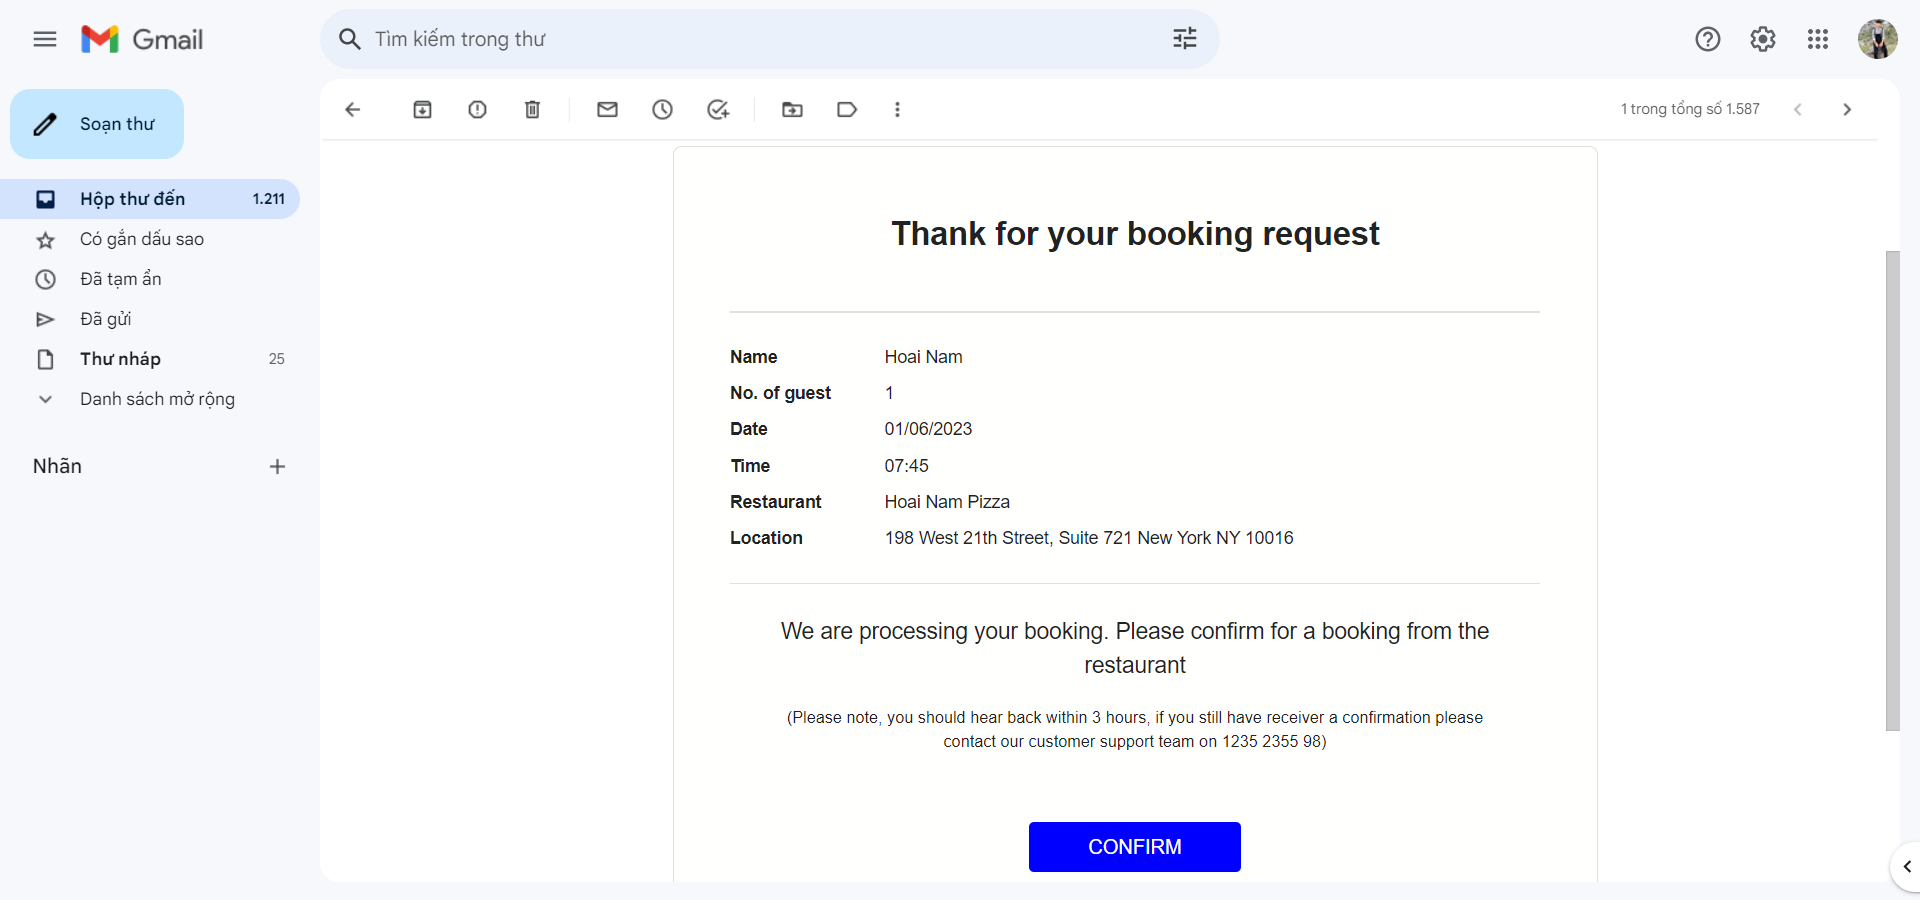 Gmail
Tìm kiếm trong thư
Soạn thư
1 trong tổng số 1.587
Hộp thư đến 1.211
Có gắn dấu sao
Đã tạm ẩn
Đã gửi
Thư nháp 25
Danh sách mở rộng
Nhãn
Thank for your booking request
Name Hoai Nam
No. of guest 1
Date 01/06/2023
Time 07:45
Restaurant Hoai Nam Pizza
Location 198 West 21th Street, Suite 721 New York NY 10016
We are processing your booking. Please confirm for a booking from the
restaurant
(Please note, you should hear back within 3 hours, if you still have receiver a confirmation please
contact our customer support team on 1235 2355 98)
CONFIRM